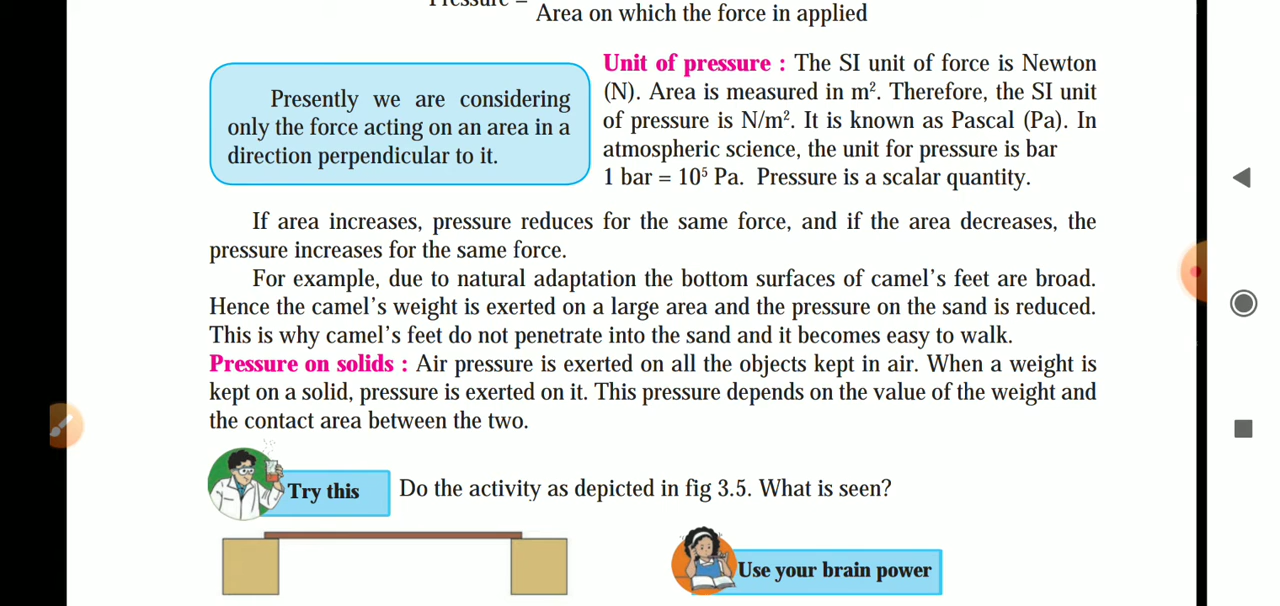 Pressure =
Area on which the force in applied
Presently we are considering
only the force acting on an area in a
direction perpendicular to it.
Unit of pressure : The SI unit of force is Newton
(N). Area is measured in m². Therefore, the SI unit
of pressure is N/m². It is known as Pascal (Pa). In
atmospheric science, the unit for pressure is bar
1 bar = 10⁵ Pa. Pressure is a scalar quantity.
If area increases, pressure reduces for the same force, and if the area decreases, the
pressure increases for the same force.
For example, due to natural adaptation the bottom surfaces of camel's feet are broad.
Hence the camel's weight is exerted on a large area and the pressure on the sand is reduced.
This is why camel's feet do not penetrate into the sand and it becomes easy to walk.
Pressure on solids : Air pressure is exerted on all the objects kept in air. When a weight is
kept on a solid, pressure is exerted on it. This pressure depends on the value of the weight and
the contact area between the two.
Try this
Do the activity as depicted in fig 3.5. What is seen?
Use your brain power